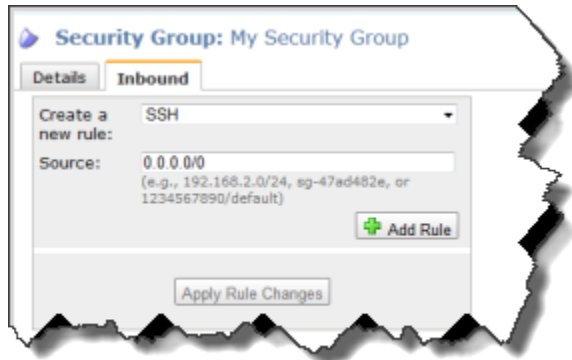 Security Group: My Security Group
Details
Inbound
Create a new rule:
SSH
Source:
0.0.0.0/0
(e.g., 192.168.2.0/24, sg-47ad482e, or
1234567890/default)
Add Rule
Apply Rule Changes